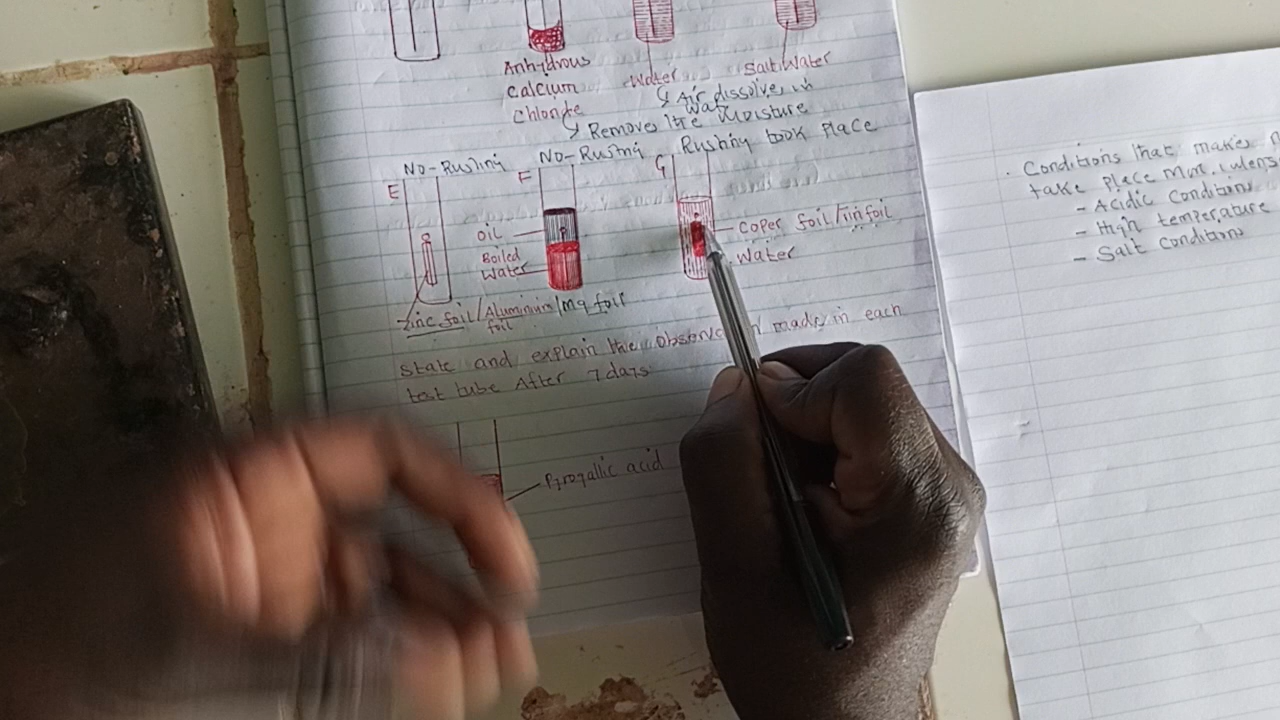 Anhydrous
Calcium
Chloride
Water
Salt Water
Air dissolve in
Water
Removes the Moisture
No-Rusting
No-Rusting
Rusting took place
E
F
G
Oil
Boiled
Water
Coper foil/Tin foil
Water
Zinc foil/Aluminium/Mg foil
foil
State and explain the made in each
test tube After 7 days
Pyrogallic acid
Conditions that makes
take place
- Acidic Conditions
- High temperature
- Salt Conditions